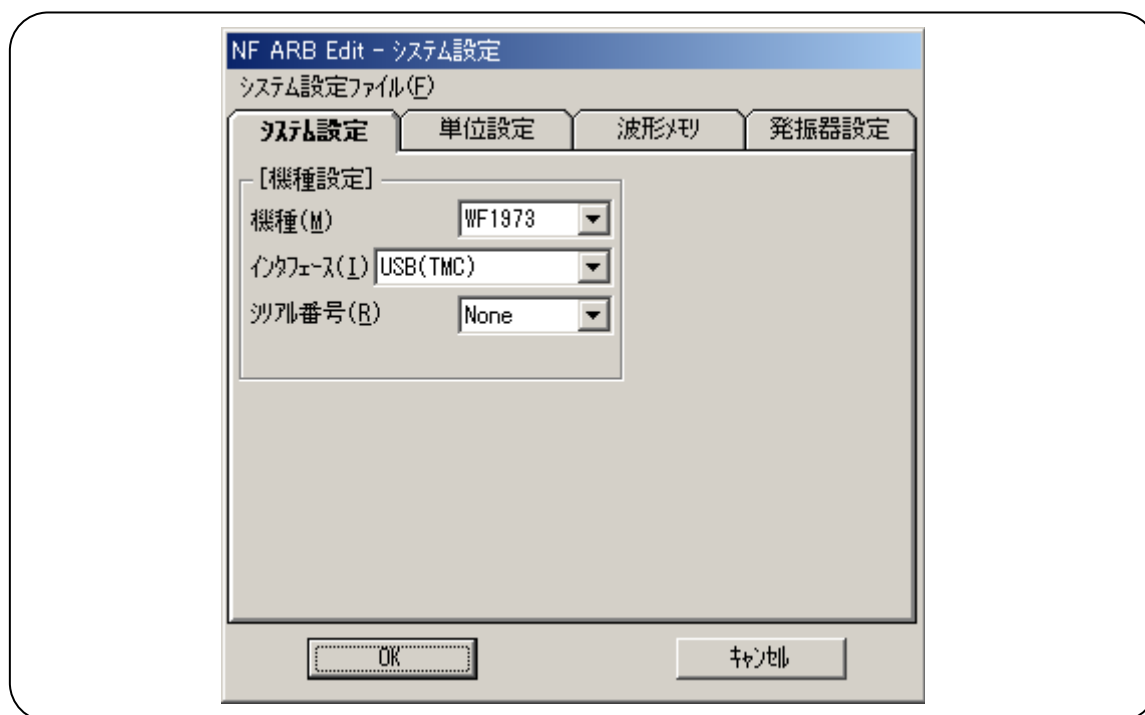 NF ARB Edit - ｼｽﾃﾑ設定
ｼｽﾃﾑ設定ﾌｧｲﾙ(F)
ｼｽﾃﾑ設定 単位設定 波形ﾒﾓﾘ 発振器設定
[機種設定]
機種(M) WF1973
ｲﾝﾀﾌｪｰｽ(I) USB(TMC)
ｼﾘｱﾙ番号(R) None
OK ｷｬﾝｾﾙ